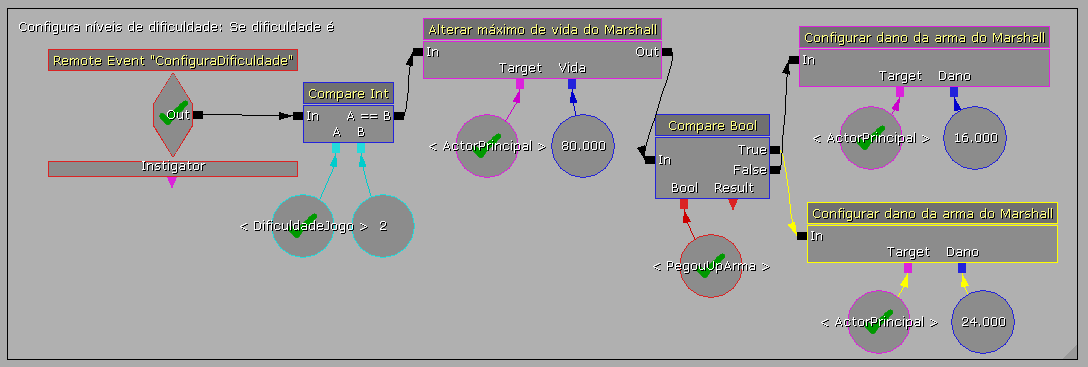 Configura níveis de dificuldade: Se dificuldade é
Remote Event "ConfiguraDificuldade"
Out
Instigator
Compare Int
In A == B
A B
< DificuldadeJogo >
2
Alterar máximo de vida do Marshall
In Out
Target Vida
< ActorPrincipal >
80.000
Compare Bool
True
In
False
Bool Result
< PegouUpArma >
Configurar dano da arma do Marshall
In
Target Dano
< ActorPrincipal >
16.000
Configurar dano da arma do Marshall
In
Target Dano
< ActorPrincipal >
24.000